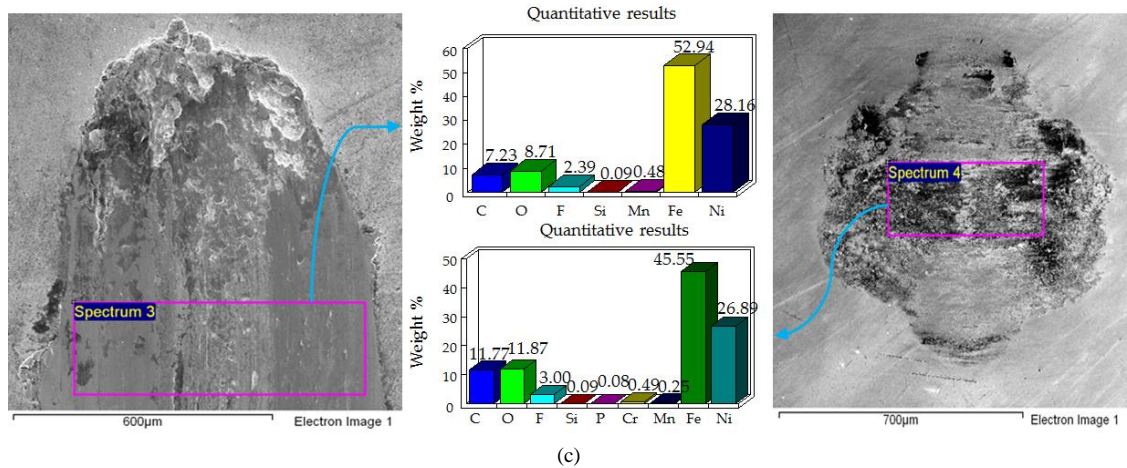 Spectrum 3
600µm
Electron Image 1
Quantitative results
Weight %
60
50
40
30
20
10
0
7.23
8.71
2.39
0.09
0.48
52.94
28.16
C O F Si Mn Fe Ni
Quantitative results
Weight %
50
40
30
20
10
0
11.77
11.87
3.00
0.09
0.08
0.49
0.25
45.55
26.89
C O F Si P Cr Mn Fe Ni
Spectrum 4
700µm
Electron Image 1
(c)